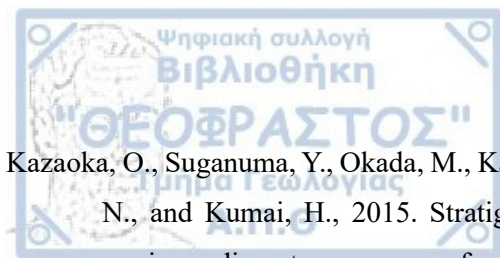 Ψηφιακή συλλογή
Βιβλιοθήκη
"ΘΕΟΦΡΑΣΤΟΣ"
Kazaoka, O., Suganuma, Y., Okada, M., K
Τμήμα Γεωλογίας
N., and Kumai, H., 2015. Stratig
Α.Π.Θ